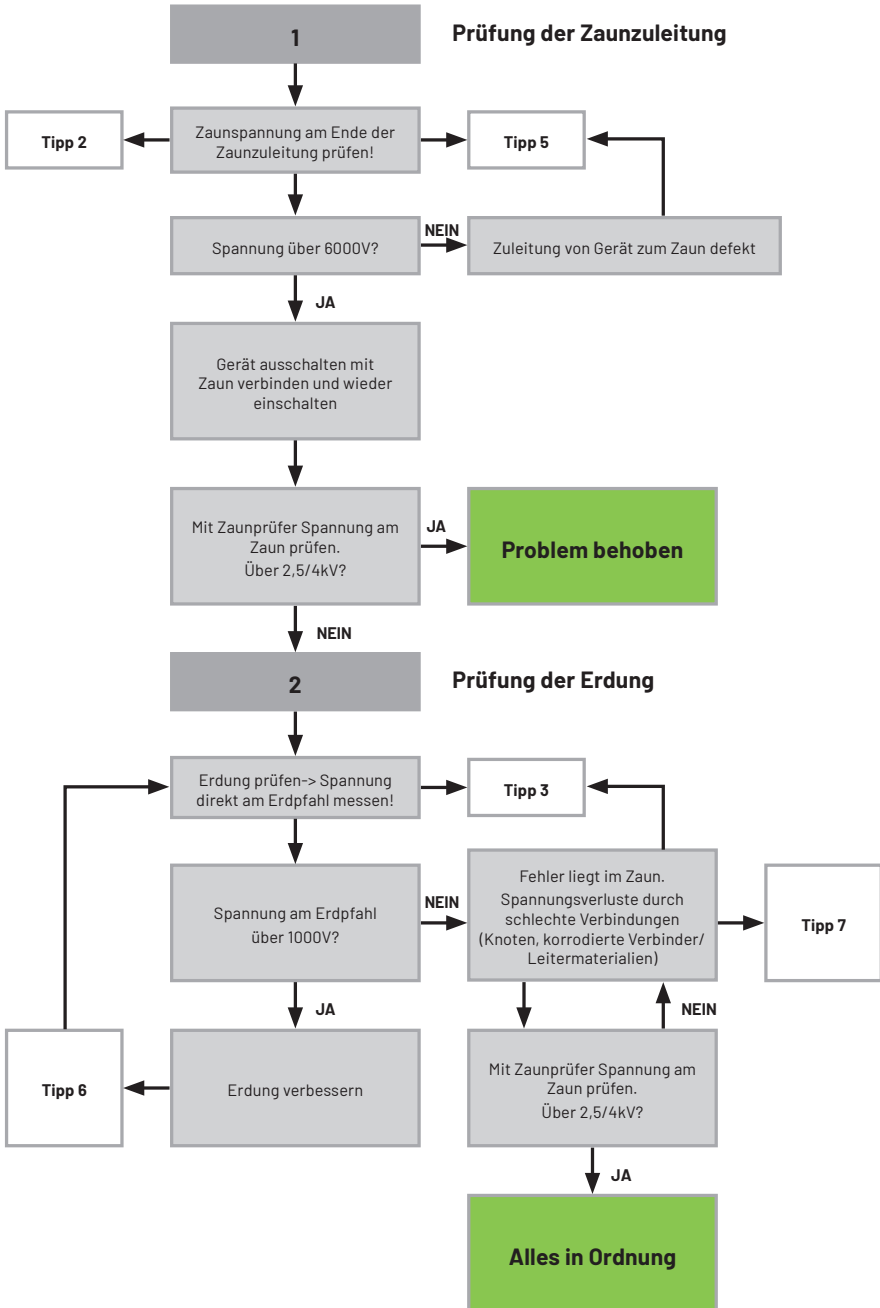 1
Prüfung der Zaunzuleitung
Tipp 2
Zaunspannung am Ende der
Zaunzuleitung prüfen!
Tipp 5
Spannung über 6000V?
NEIN
Zuleitung von Gerät zum Zaun defekt
JA
Gerät ausschalten mit
Zaun verbinden und wieder
einschalten
Mit Zaunprüfer Spannung am
Zaun prüfen.
Über 2,5/4kV?
JA
Problem behoben
NEIN
2
Prüfung der Erdung
Erdung prüfen-> Spannung
direkt am Erdpfahl messen!
Tipp 3
Spannung am Erdpfahl
über 1000V?
NEIN
Fehler liegt im Zaun.
Spannungsverluste durch
schlechte Verbindungen
(Knoten, korrodierte Verbinder/
Leitermaterialien)
Tipp 7
JA
NEIN
Tipp 6
Erdung verbessern
Mit Zaunprüfer Spannung am
Zaun prüfen.
Über 2,5/4kV?
JA
Alles in Ordnung